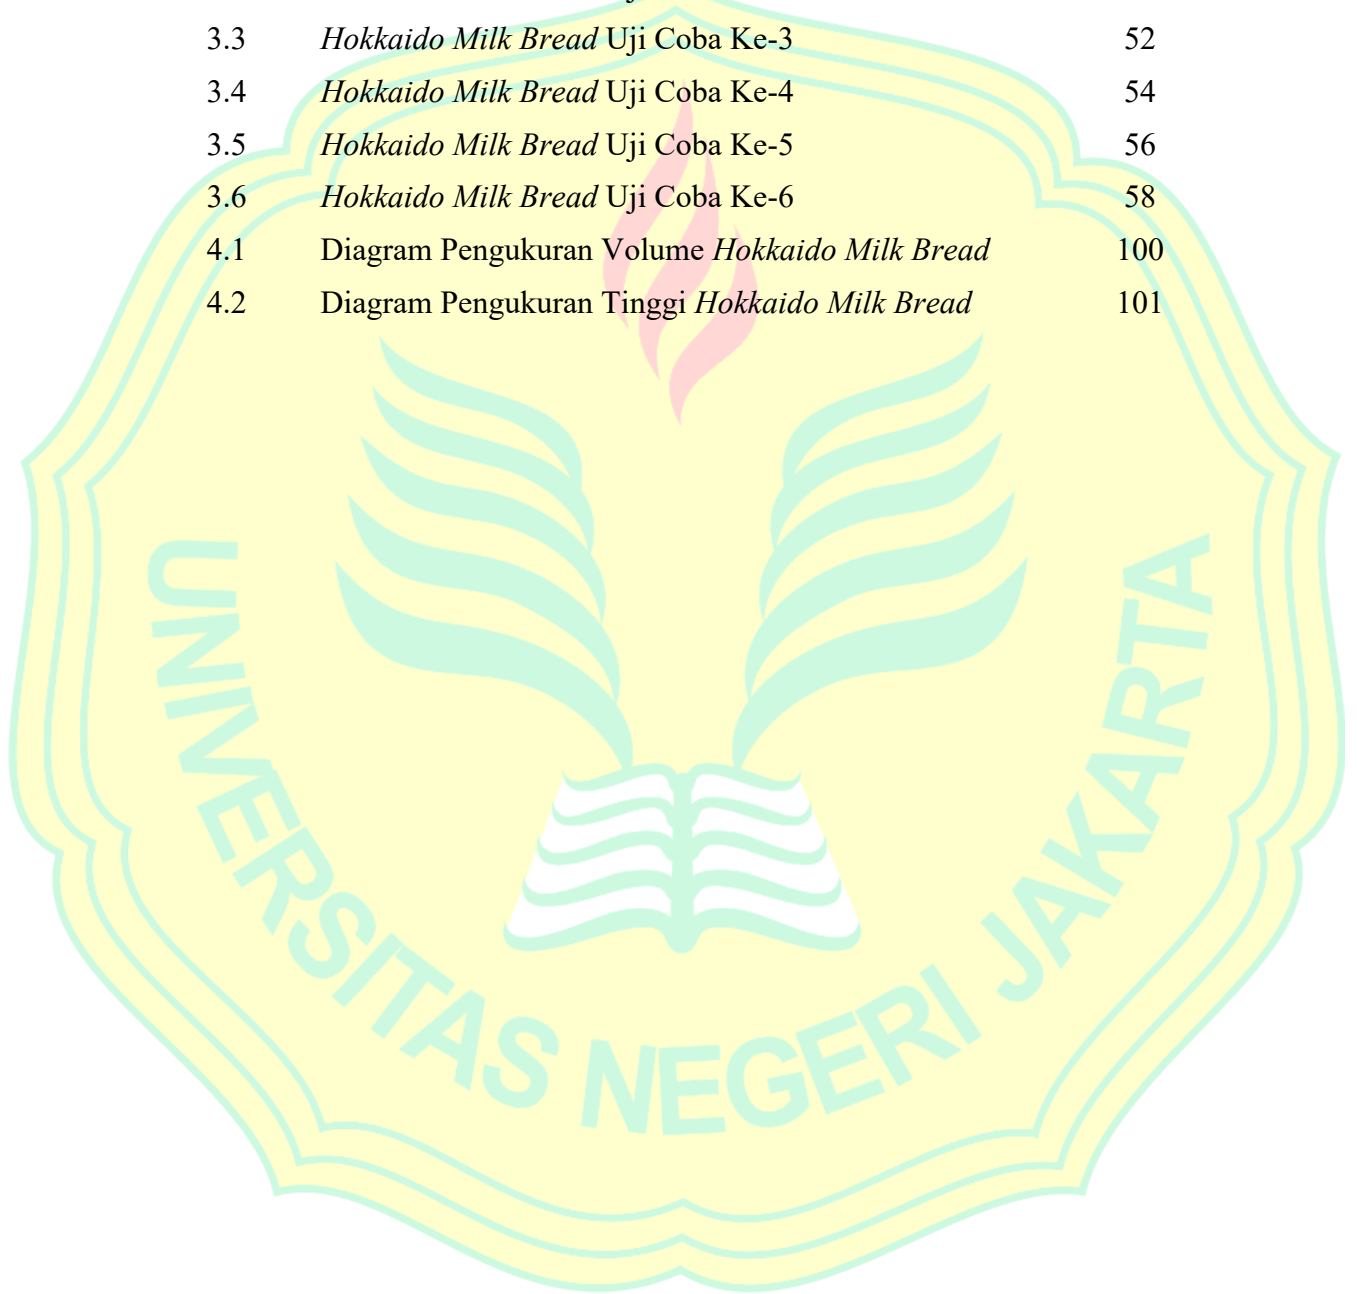 3.3 Hokkaido Milk Bread Uji Coba Ke-3 52
3.4 Hokkaido Milk Bread Uji Coba Ke-4 54
3.5 Hokkaido Milk Bread Uji Coba Ke-5 56
3.6 Hokkaido Milk Bread Uji Coba Ke-6 58
4.1 Diagram Pengukuran Volume Hokkaido Milk Bread 100
4.2 Diagram Pengukuran Tinggi Hokkaido Milk Bread 101
UNIVERSITAS NEGERI JAKARTA